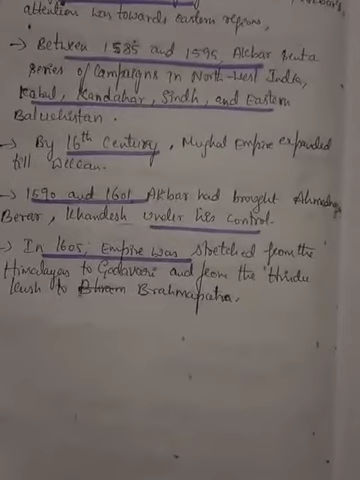 attention was towards eastern regions,
→ Between 1585 and 1595, Akbar sent a
series of Campaigns in North-West India,
Kabul, Kandahar, Sindh, and Eastern
Baluchistan.
→ By 16th Century, Mughal Empire expanded
till Deccan.
→ 1590 and 1601 Akbar had brought
Berar, Khandesh under his control.
→ In 1605, Empire was stretched from the
Himalayas to Godavari and from the Hindu
kush to Brahmaputra.